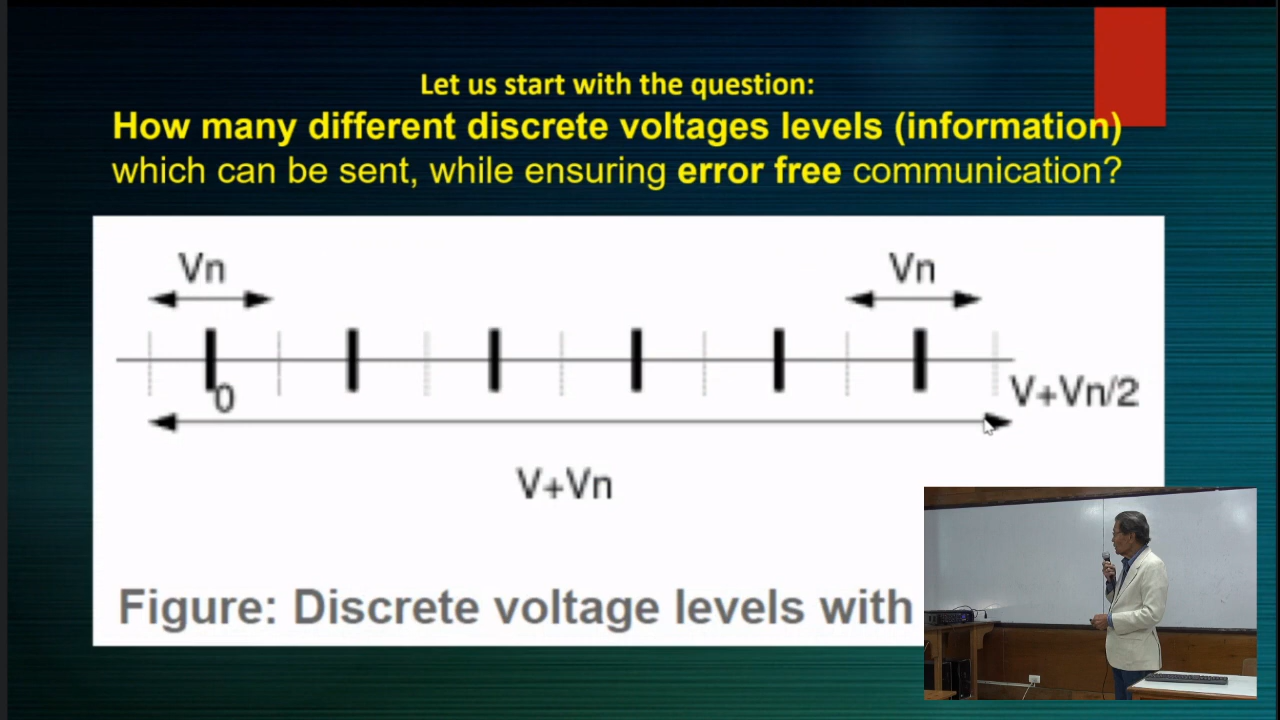 Let us start with the question:
How many different discrete voltages levels (information)
which can be sent, while ensuring error free communication?
Vn
Vn
0
V+Vn/2
V+Vn
Figure: Discrete voltage levels with